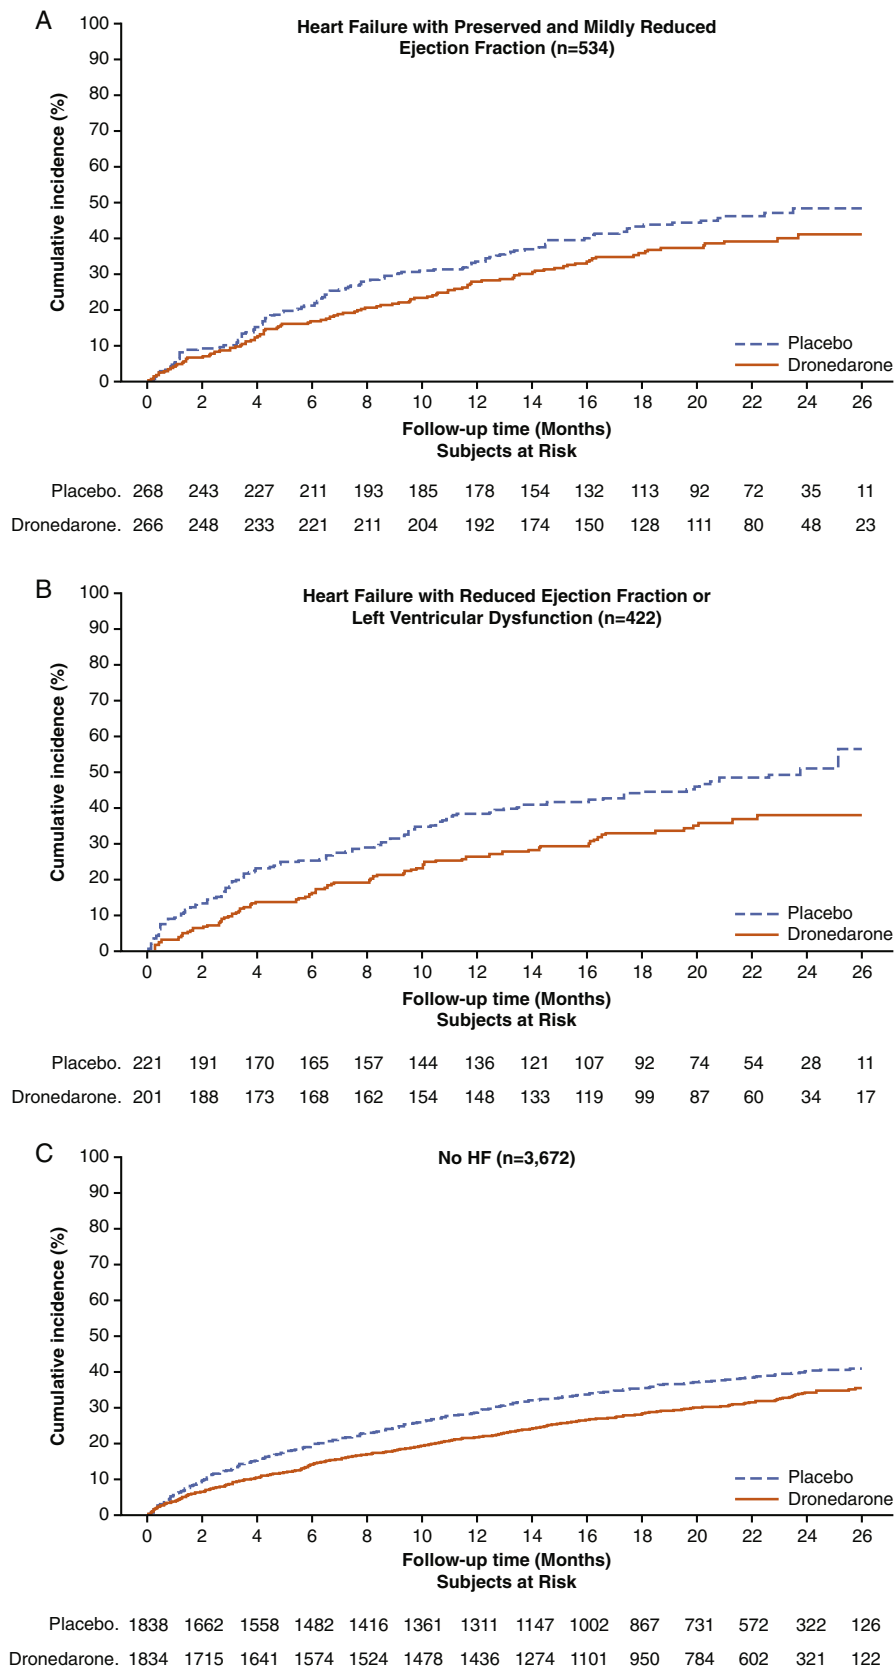 A
Heart Failure with Preserved and Mildly Reduced
Ejection Fraction (n=534)
Cumulative incidence (%)
100
90
80
70
60
50
40
30
20
10
0
Placebo
Dronedarone
0 2 4 6 8 10 12 14 16 18 20 22 24 26
Follow-up time (Months)
Subjects at Risk
Placebo. 268 243 227 211 193 185 178 154 132 113 92 72 35 11
Dronedarone. 266 248 233 221 211 204 192 174 150 128 111 80 48 23
B
Heart Failure with Reduced Ejection Fraction or
Left Ventricular Dysfunction (n=422)
Cumulative incidence (%)
100
90
80
70
60
50
40
30
20
10
0
Placebo
Dronedarone
0 2 4 6 8 10 12 14 16 18 20 22 24 26
Follow-up time (Months)
Subjects at Risk
Placebo. 221 191 170 165 157 144 136 121 107 92 74 54 28 11
Dronedarone. 201 188 173 168 162 154 148 133 119 99 87 60 34 17
C
No HF (n=3,672)
Cumulative incidence (%)
100
90
80
70
60
50
40
30
20
10
0
Placebo
Dronedarone
0 2 4 6 8 10 12 14 16 18 20 22 24 26
Follow-up time (Months)
Subjects at Risk
Placebo. 1838 1662 1558 1482 1416 1361 1311 1147 1002 867 731 572 322 126
Dronedarone. 1834 1715 1641 1574 1524 1478 1436 1274 1101 950 784 602 321 122